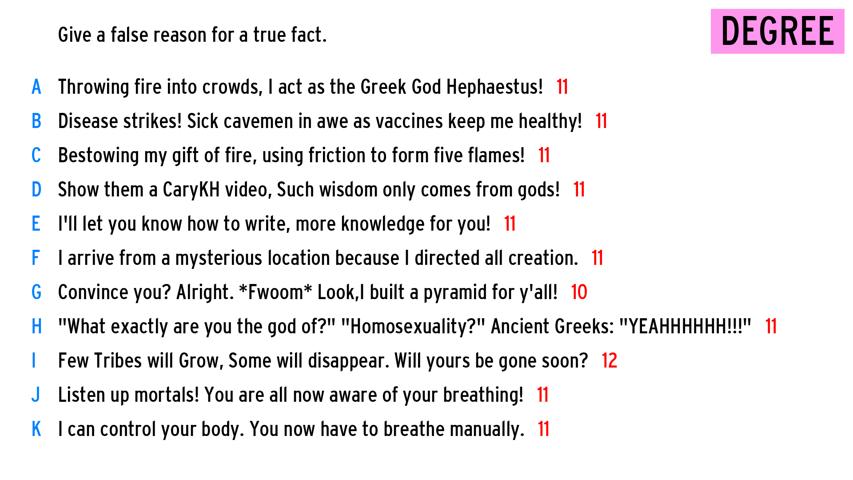 Give a false reason for a true fact.
DEGREE
A Throwing fire into crowds, I act as the Greek God Hephaestus! 11
B Disease strikes! Sick cavemen in awe as vaccines keep me healthy! 11
C Bestowing my gift of fire, using friction to form five flames! 11
D Show them a CaryKH video, Such wisdom only comes from gods! 11
E I'll let you know how to write, more knowledge for you! 11
F I arrive from a mysterious location because I directed all creation. 11
G Convince you? Alright. *Fwoom* Look,I built a pyramid for y'all! 10
H "What exactly are you the god of?" "Homosexuality?" Ancient Greeks: "YEAHHHHHH!!!" 11
I Few Tribes will Grow, Some will disappear. Will yours be gone soon? 12
J Listen up mortals! You are all now aware of your breathing! 11
K I can control your body. You now have to breathe manually. 11